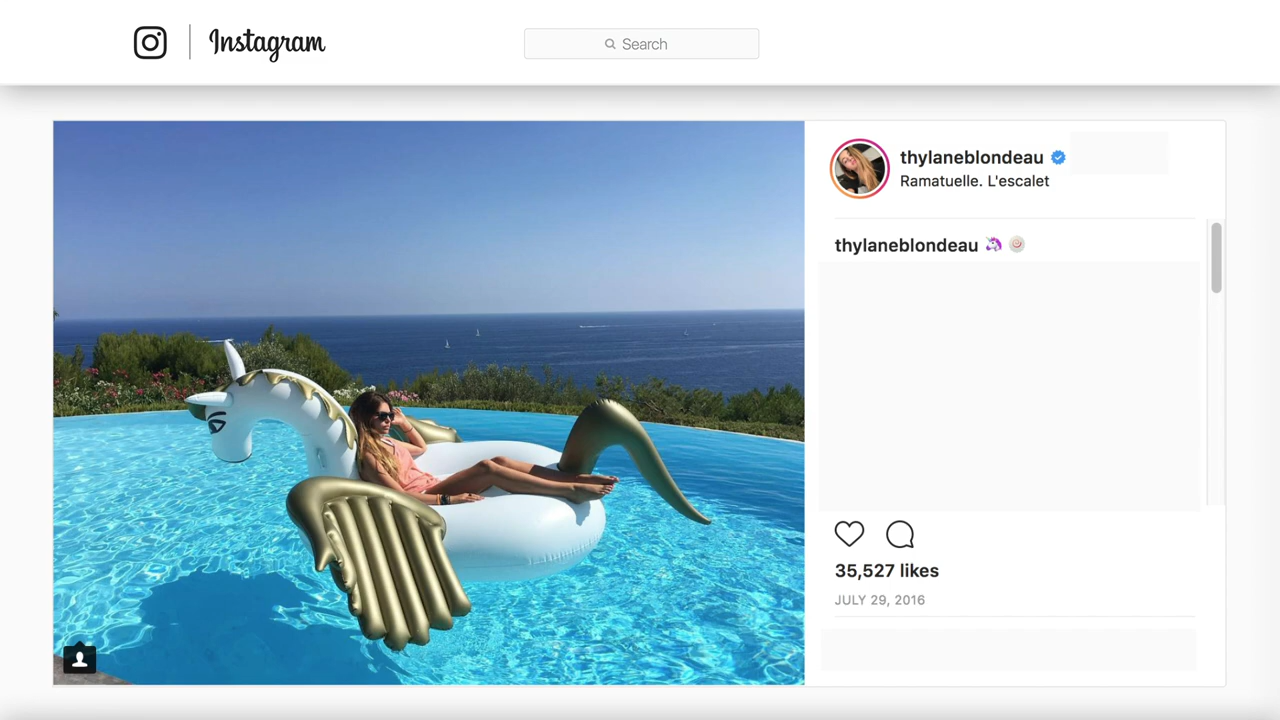 Instagram
Search
thylaneblondeau
Ramatuelle. L'escalet
thylaneblondeau 🦄 🍥
35,527 likes
JULY 29, 2016